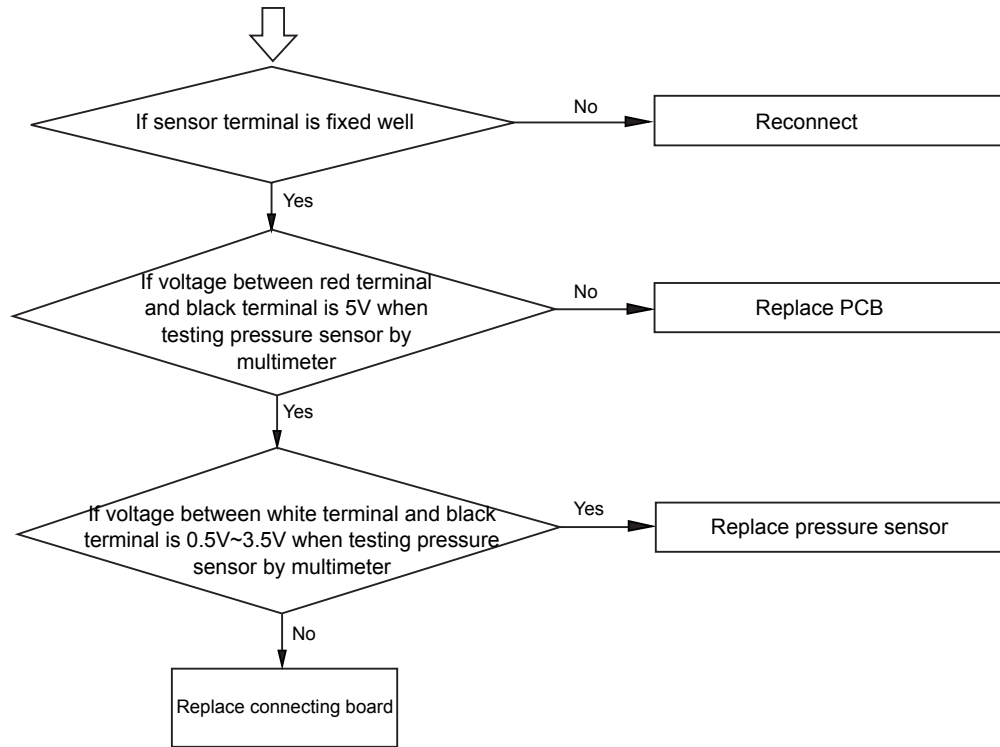 If sensor terminal is fixed well
No
Reconnect
Yes
If voltage between red terminal
and black terminal is 5V when
testing pressure sensor by
multimeter
No
Replace PCB
Yes
If voltage between white terminal and black
terminal is 0.5V~3.5V when testing pressure
sensor by multimeter
Yes
Replace pressure sensor
No
Replace connecting board